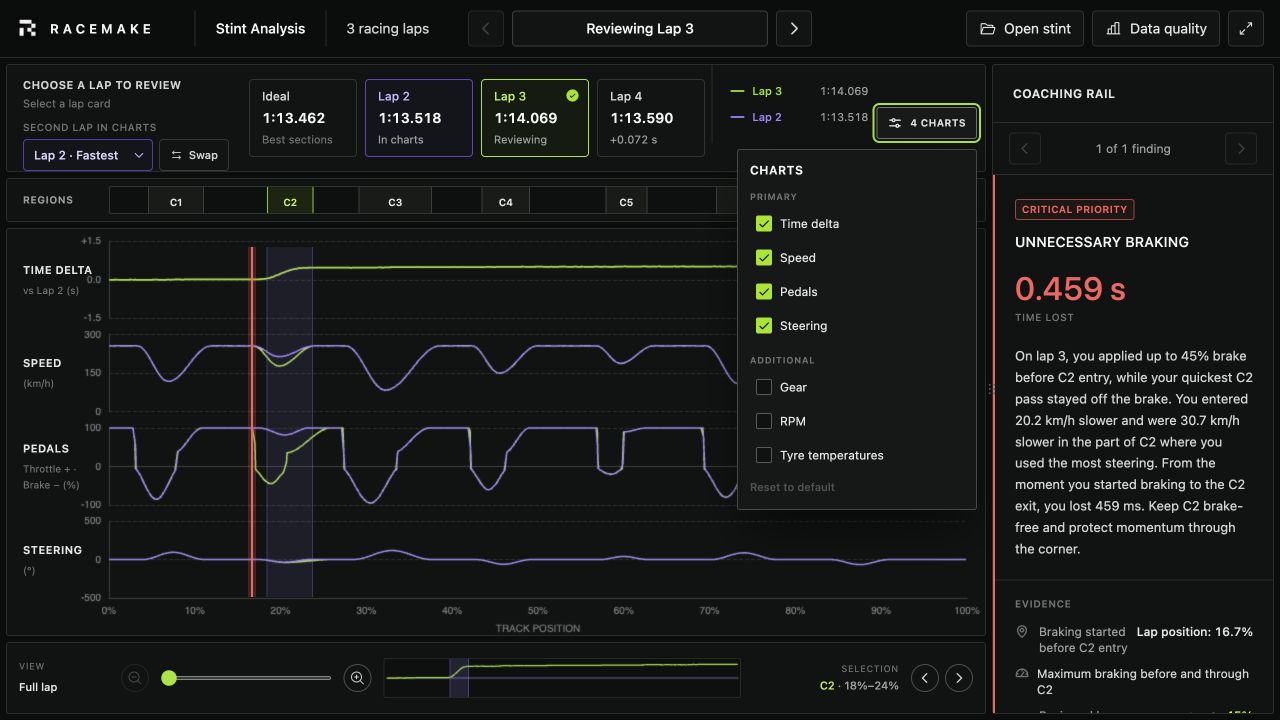 RACEMAKE
Stint Analysis
3 racing laps
Reviewing Lap 3
Open stint
Data quality
CHOOSE A LAP TO REVIEW
Select a lap card
SECOND LAP IN CHARTS
Lap 2 · Fastest
Swap
Ideal
1:13.462
Best sections
Lap 2
1:13.518
In charts
Lap 3
1:14.069
Reviewing
Lap 4
1:13.590
+0.072 s
Lap 3 1:14.069
Lap 2 1:13.518
4 CHARTS
CHARTS
PRIMARY
Time delta
Speed
Pedals
Steering
ADDITIONAL
Gear
RPM
Tyre temperatures
Reset to default
REGIONS
C1 C2 C3 C4 C5
TIME DELTA
vs Lap 2 (s)
+1.5
0.0
-1.5
SPEED
(km/h)
300
150
0
PEDALS
Throttle + ·
Brake − (%)
100
0
-100
STEERING
(°)
500
0
-500
0% 10% 20% 30% 40% 50% 60% 70% 80% 90% 100%
TRACK POSITION
VIEW
Full lap
SELECTION
C2 · 18%–24%
COACHING RAIL
1 of 1 finding
CRITICAL PRIORITY
UNNECESSARY BRAKING
0.459 s
TIME LOST
On lap 3, you applied up to 45% brake
before C2 entry, while your quickest C2
pass stayed off the brake. You entered
20.2 km/h slower and were 30.7 km/h
slower in the part of C2 where you
used the most steering. From the
moment you started braking to the C2
exit, you lost 459 ms. Keep C2 brake-
free and protect momentum through
the corner.
EVIDENCE
Braking started Lap position: 16.7%
before C2 entry
Maximum braking before and through
C2